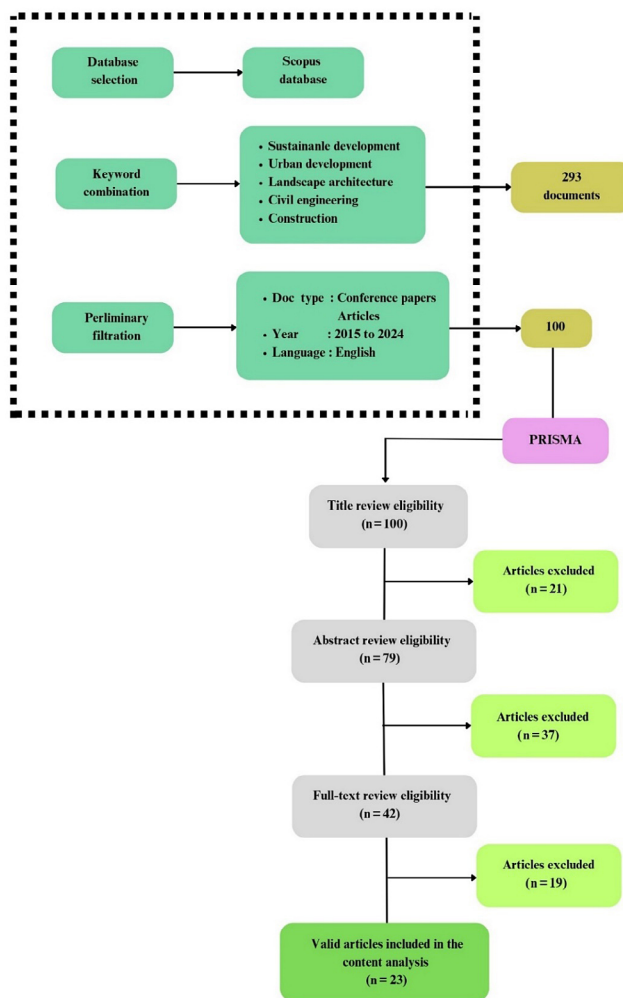 Database
selection
Scopus
database
Keyword
combination
• Sustainanle development
• Urban development
• Landscape architecture
• Civil engineering
• Construction
293
documents
Perliminary
filtration
• Doc type : Conference papers
Articles
• Year : 2015 to 2024
• Language : English
100
PRISMA
Title review eligibility
(n = 100)
Articles excluded
(n = 21)
Abstract review eligibility
(n = 79)
Articles excluded
(n = 37)
Full-text review eligibility
(n = 42)
Articles excluded
(n = 19)
Valid articles included in the
content analysis
(n = 23)